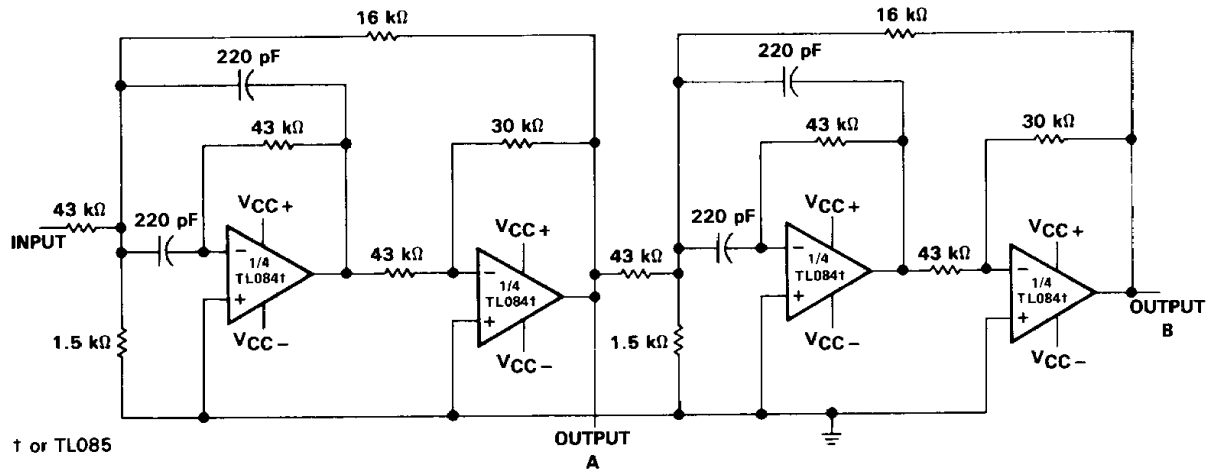 16 kΩ
220 pF
43 kΩ
30 kΩ
43 kΩ
INPUT
220 pF
VCC+
−
1/4
TL084†
+
VCC−
1.5 kΩ
43 kΩ
VCC+
−
1/4
TL084†
+
VCC−
16 kΩ
220 pF
43 kΩ
30 kΩ
43 kΩ
220 pF
VCC+
−
1/4
TL084†
+
VCC−
1.5 kΩ
43 kΩ
VCC+
−
1/4
TL084†
+
VCC−
OUTPUT
B
OUTPUT
A
† or TL085